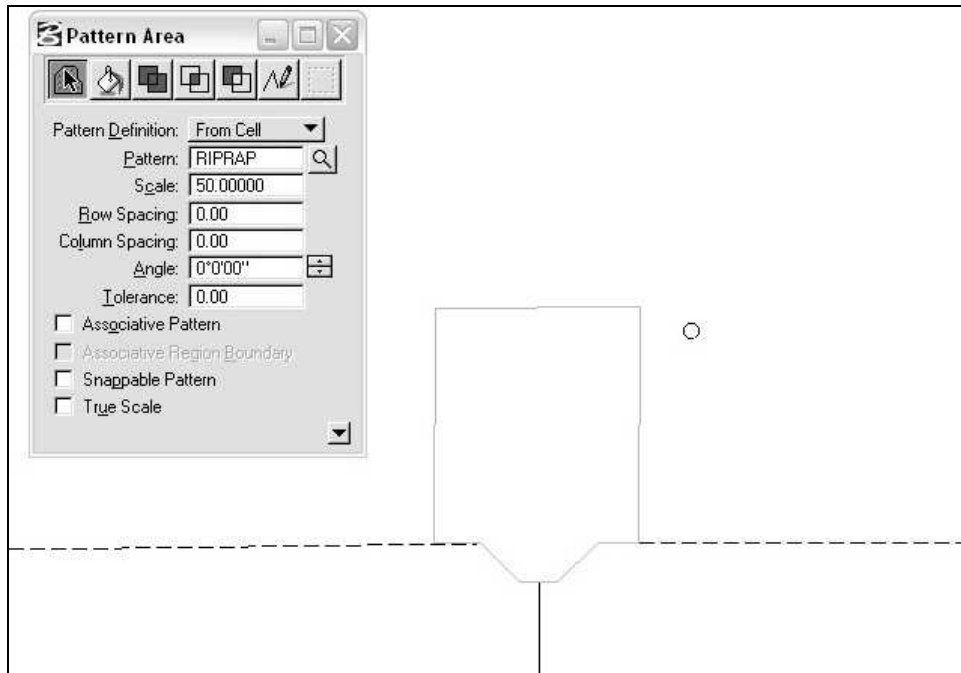 Pattern Area
Pattern Definition: From Cell
Pattern: RIPRAP
Scale: 50.00000
Row Spacing: 0.00
Column Spacing: 0.00
Angle: 0°0'00"
Tolerance: 0.00
Associative Pattern
Associative Region Boundary
Snappable Pattern
True Scale